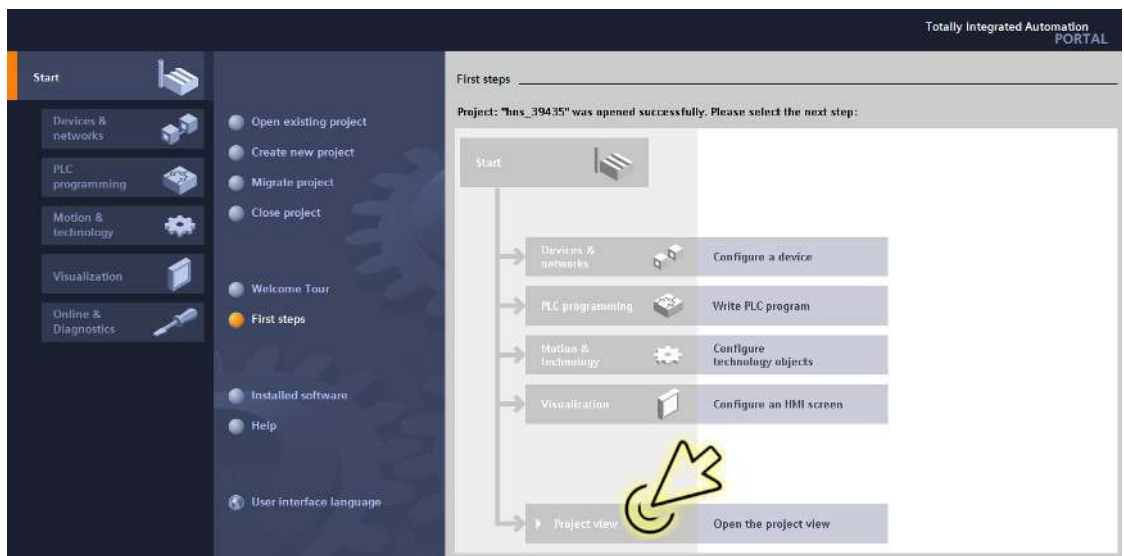 Totally Integrated Automation
PORTAL
Start
Devices &
networks
PLC
programming
Motion &
technology
Visualization
Online &
Diagnostics
Open existing project
Create new project
Migrate project
Close project
Welcome Tour
First steps
Installed software
Help
User interface language
First steps
Project: "hns_39435" was opened successfully. Please select the next step:
Start
Devices &
networks
Configure a device
PLC programming
Write PLC program
Motion &
technology
Configure
technology objects
Visualization
Configure an HMI screen
Project view
Open the project view